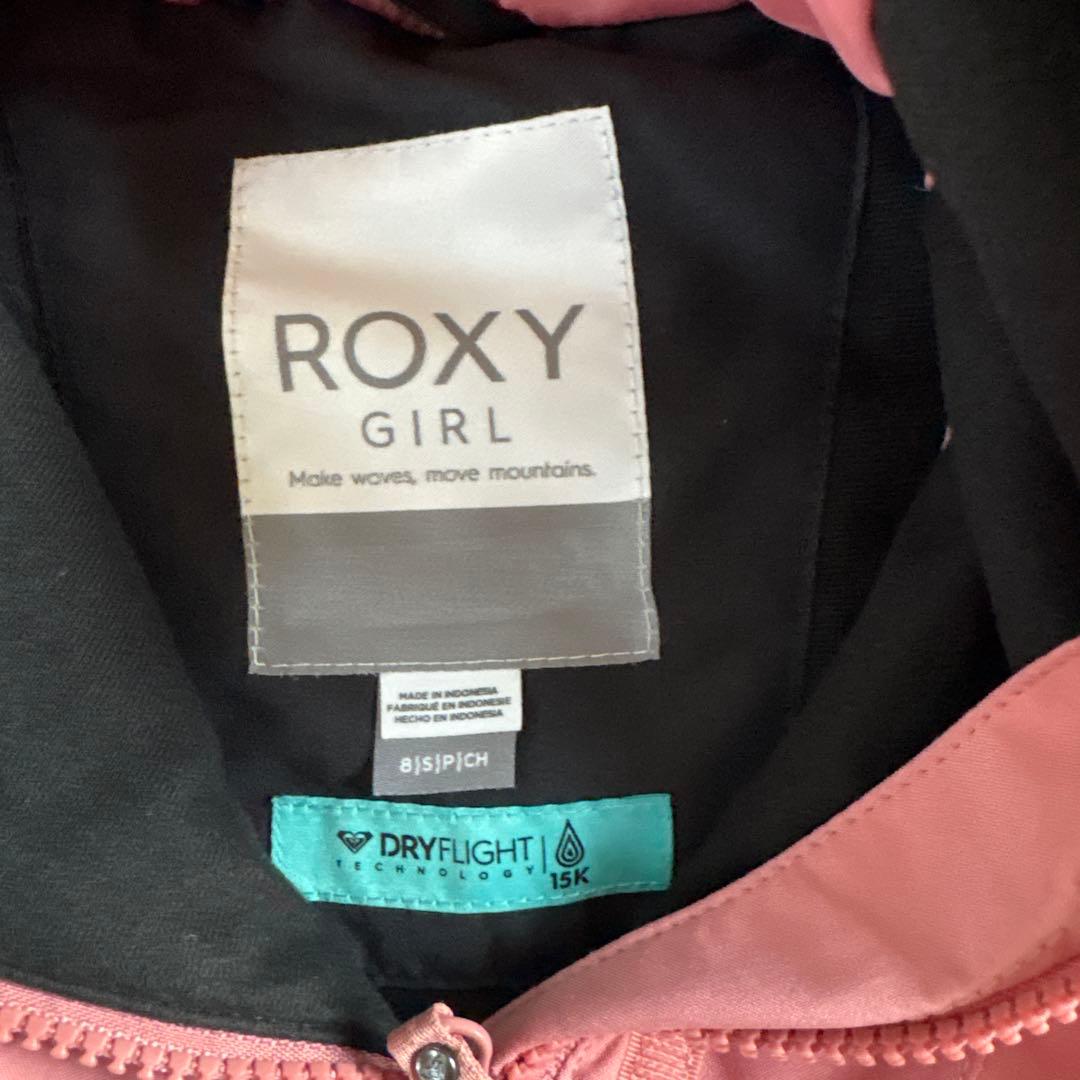 ROXY
GIRL
Make waves, move mountains.
MADE IN INDONESIA
FABRIQUÉ EN INDONESIE
HECHO EN INDONESIA
8|S|P|CH
DRYFLIGHT
TECHNOLOGY
15K